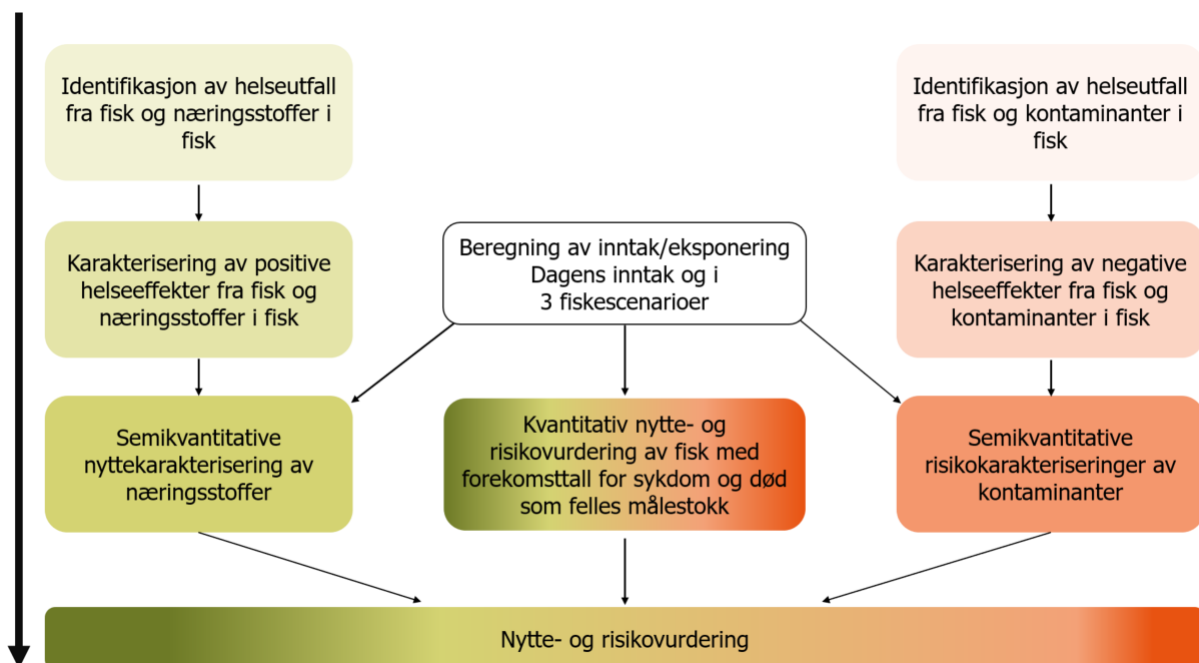 Identifikasjon av helseutfall
fra fisk og næringsstoffer i
fisk
Identifikasjon av helseutfall
fra fisk og kontaminanter i
fisk
Karakterisering av positive
helseeffekter fra fisk og
næringsstoffer i fisk
Beregning av inntak/eksponering
Dagens inntak og i
3 fiskescenarioer
Karakterisering av negative
helseeffekter fra fisk og
kontaminanter i fisk
Semikvantitative
nyttekarakterisering av
næringsstoffer
Kvantitativ nytte- og
risikovurdering av fisk med
forekomsttall for sykdom og død
som felles målestokk
Semikvantitative
risikokarakteriseringer av
kontaminanter
Nytte- og risikovurdering